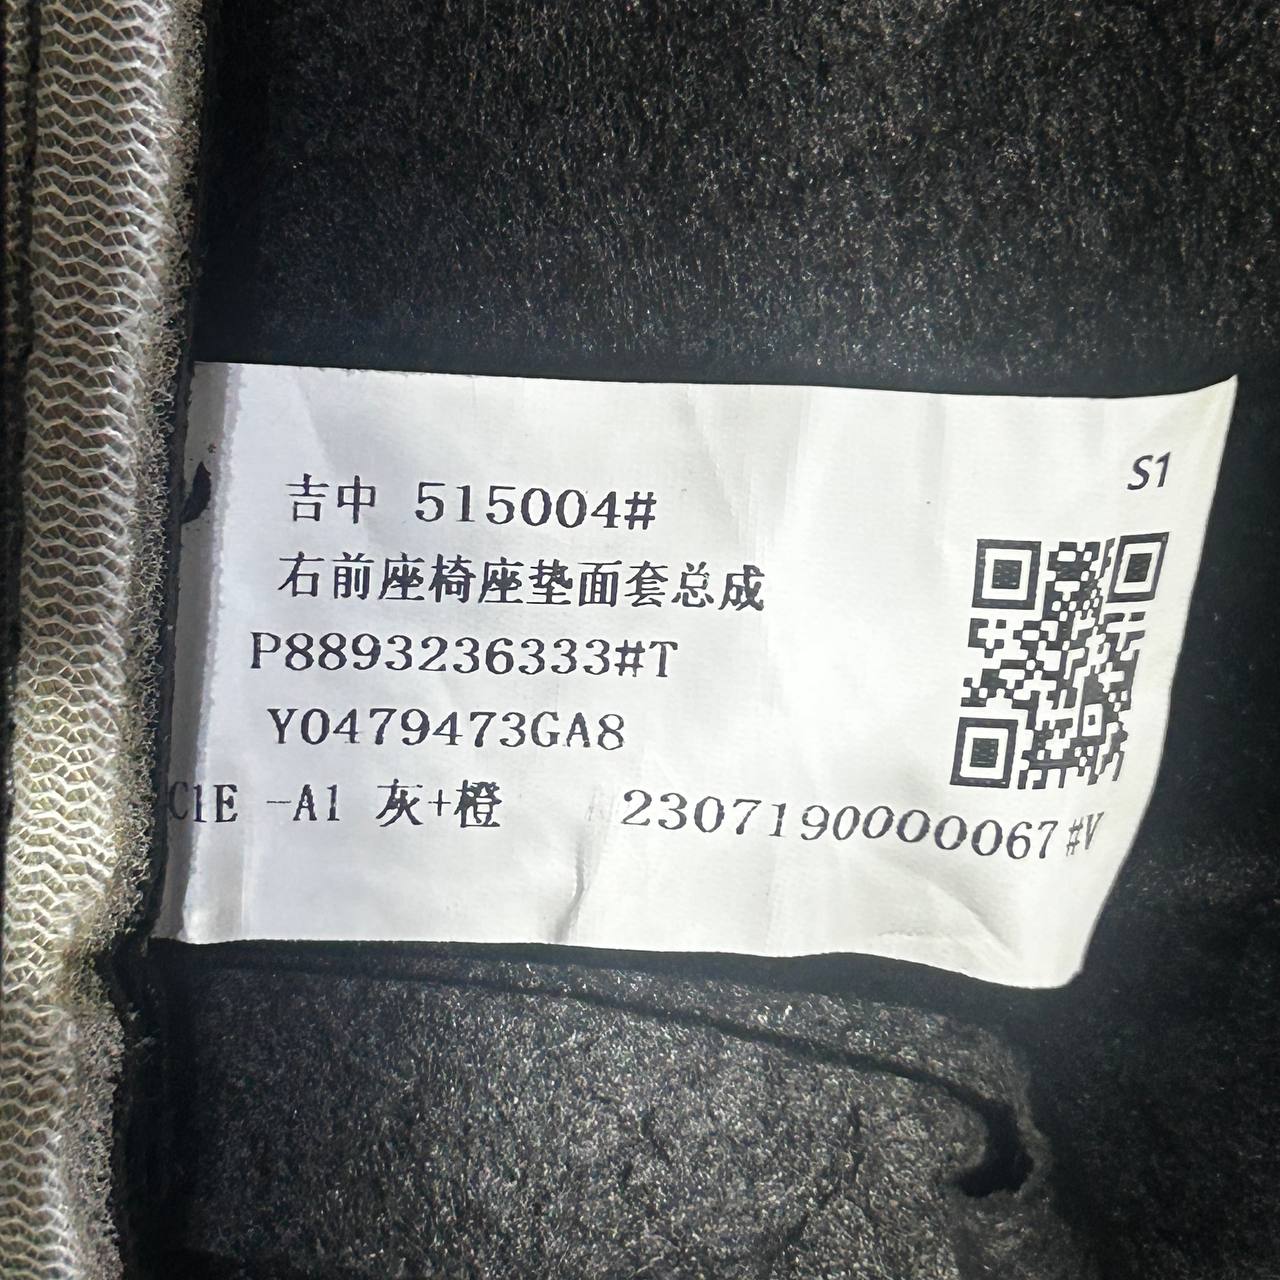 S1
吉中 515004#
右前座椅座垫面套总成
P8893236333#T
Y0479473GA8
C1E -A1 灰+橙 2307190000067#V